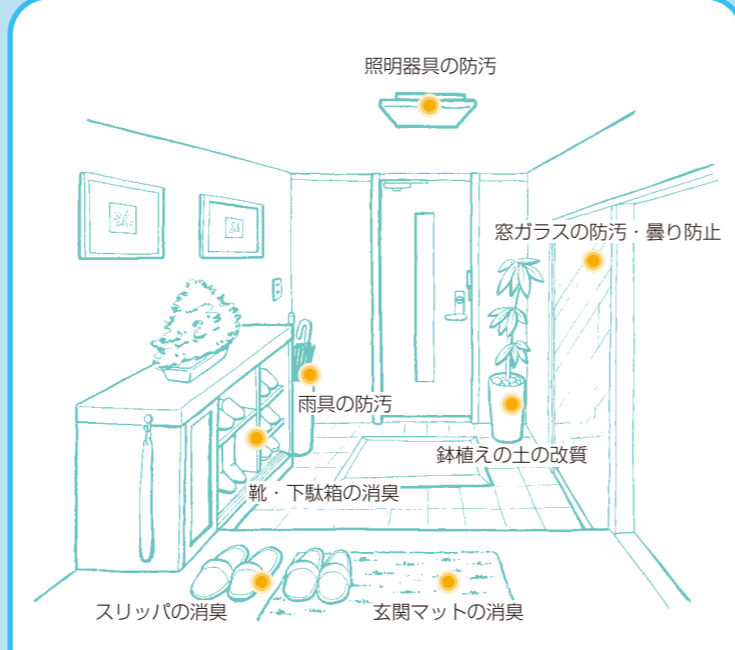 照明器具の防汚
窓ガラスの防汚・曇り防止
雨具の防汚
鉢植えの土の改質
靴・下駄箱の消臭
スリッパの消臭
玄関マットの消臭